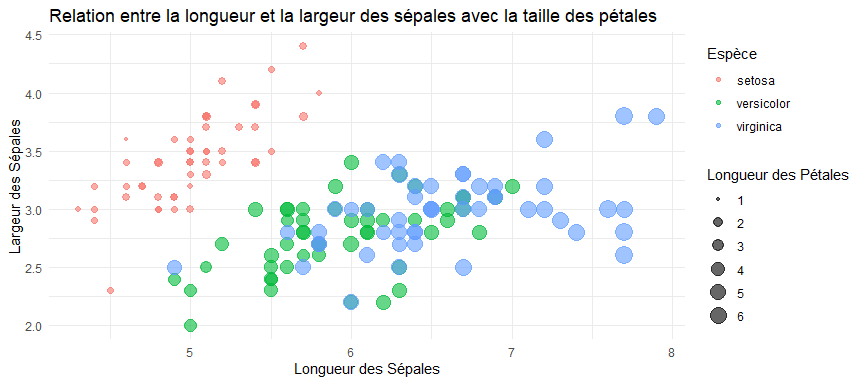 Relation entre la longueur et la largeur des sépales avec la taille des pétales
Largeur des Sépales
4.5
4.0
3.5
3.0
2.5
2.0
5
6
7
8
Longueur des Sépales
Espèce
setosa
versicolor
virginica
Longueur des Pétales
1
2
3
4
5
6